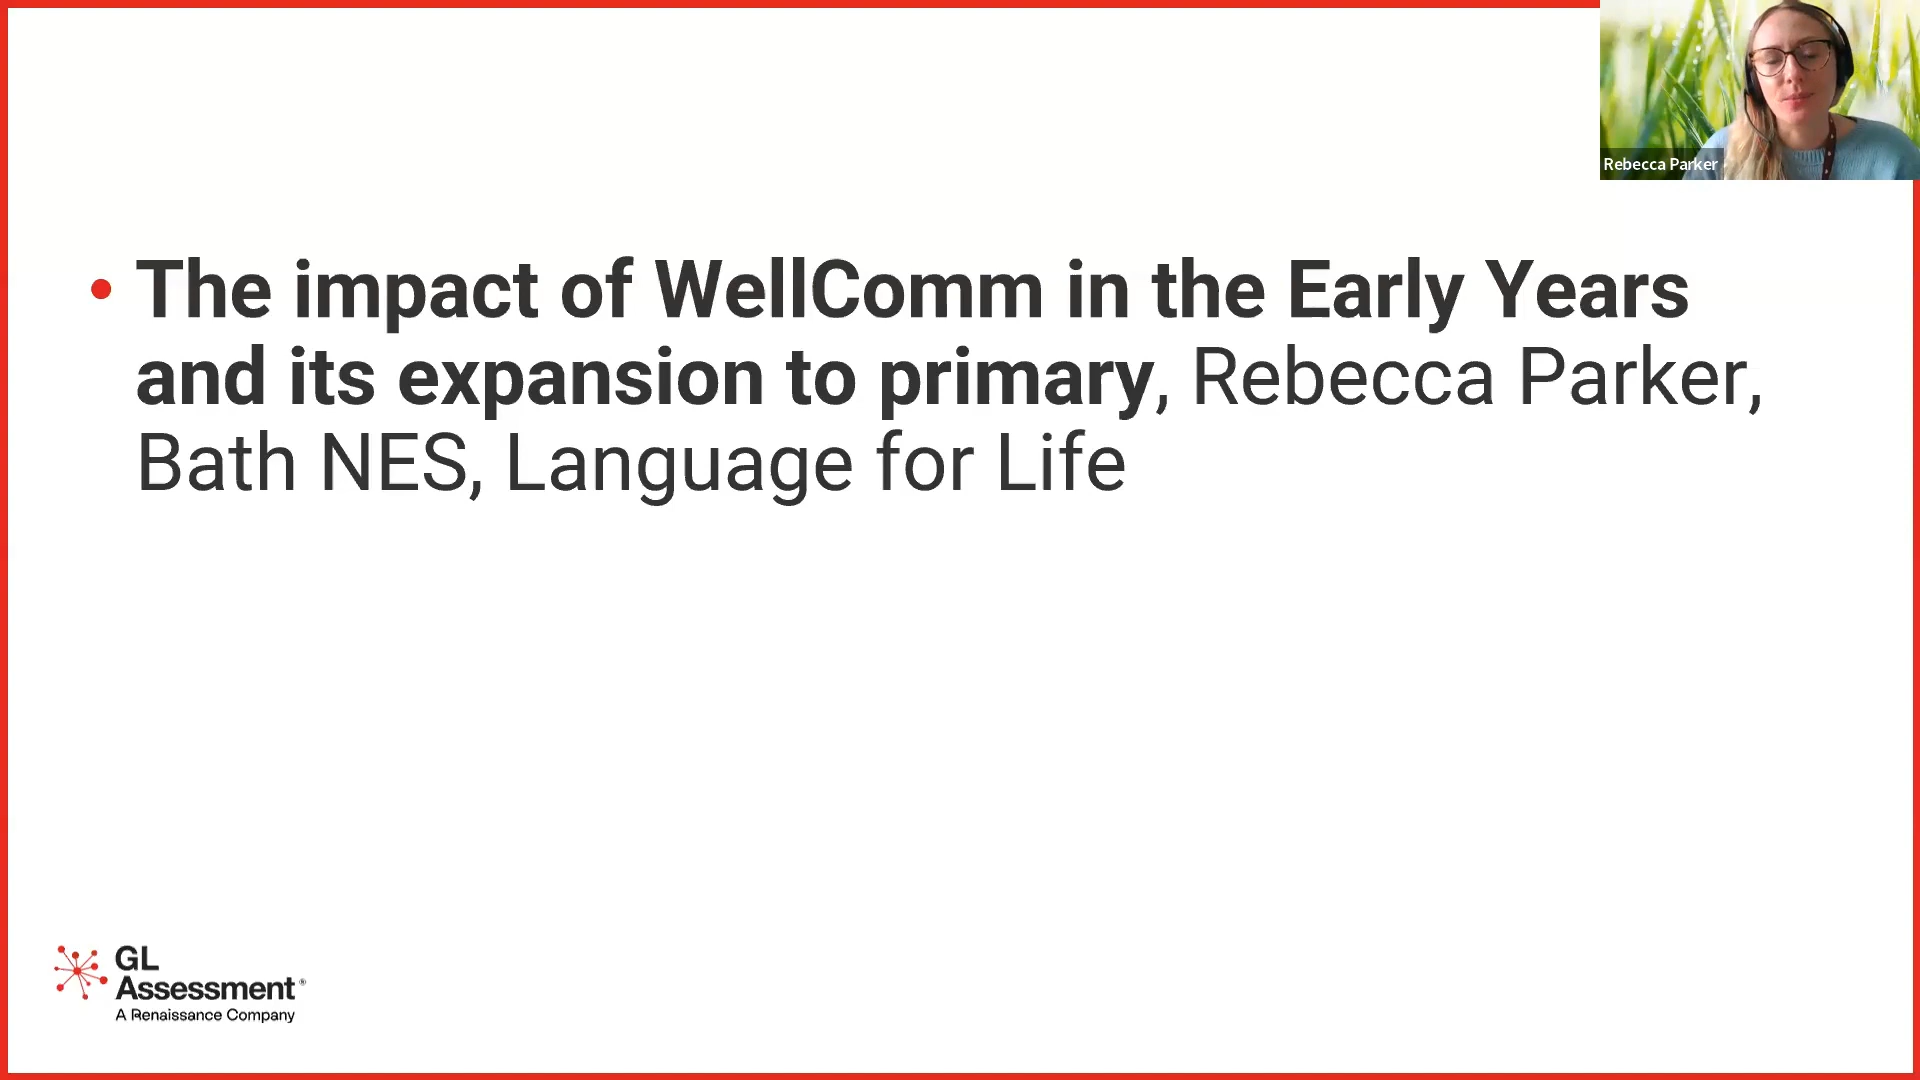 Rebecca Parker
• The impact of WellComm in the Early Years
and its expansion to primary, Rebecca Parker,
Bath NES, Language for Life
GL
Assessment®
A Renaissance Company